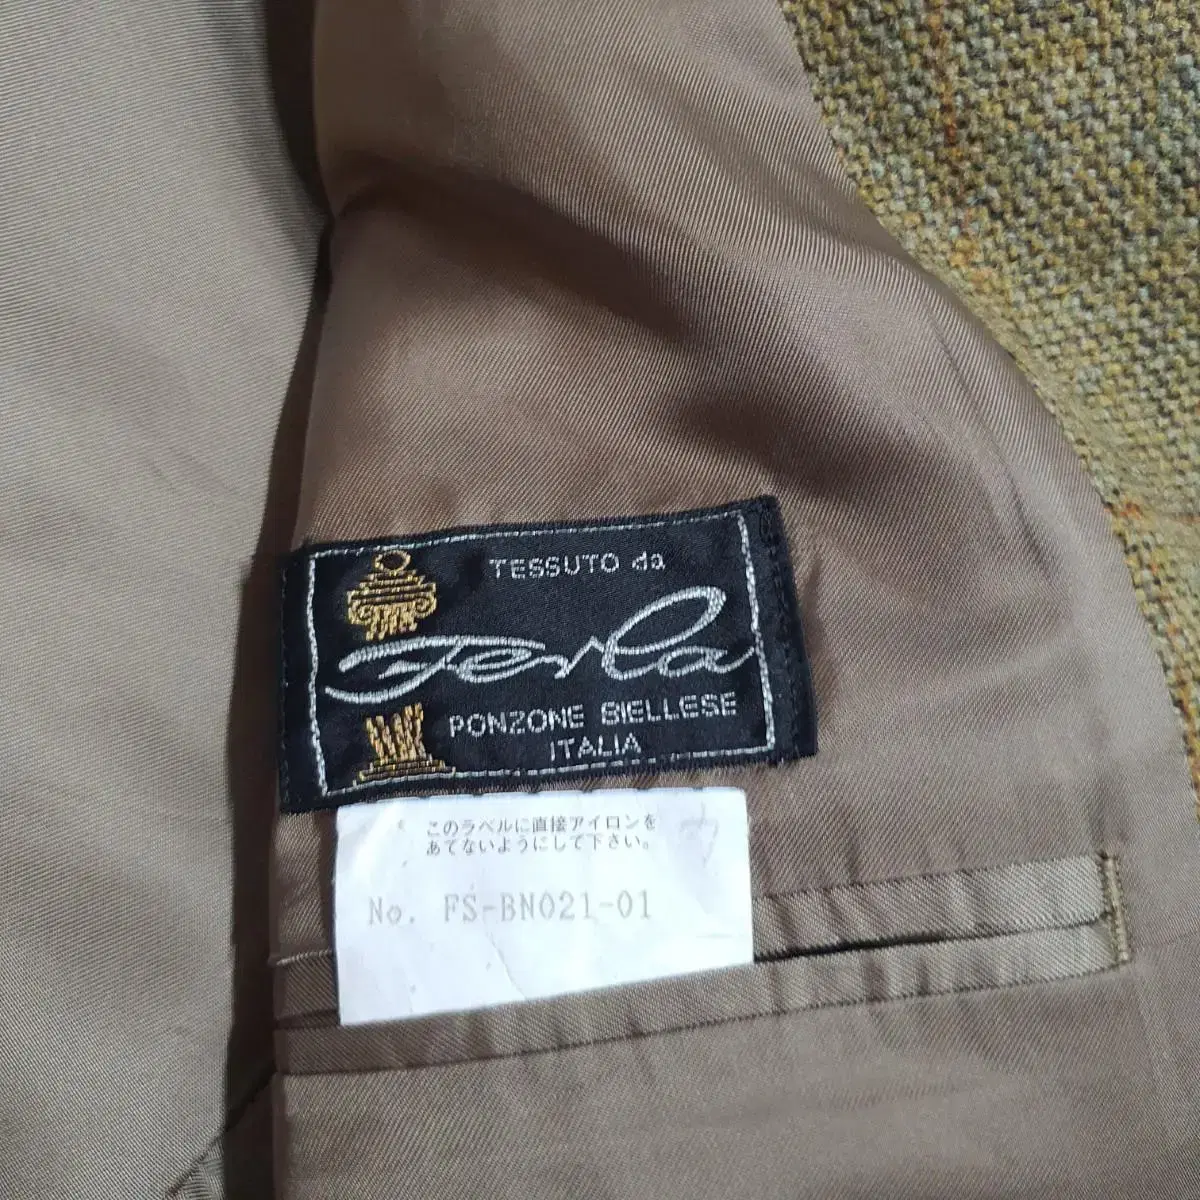 TESSUTO da
Ferla
PONZONE BIELLESE
ITALIA
このラベルに直接アイロンを
あてないようにして下さい。
No. FS-BN021-01